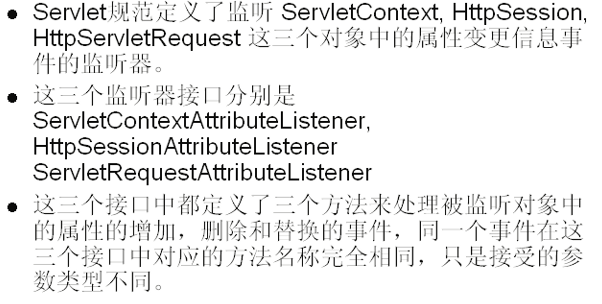 ● Servlet规范定义了监听 ServletContext, HttpSession,
HttpServletRequest 这三个对象中的属性变更信息事
件的监听器。
● 这三个监听器接口分别是
ServletContextAttributeListener,
HttpSessionAttributeListener
ServletRequestAttributeListener
● 这三个接口中都定义了三个方法来处理被监听对象中
的属性的增加，删除和替换的事件，同一个事件在这
三个接口中对应的方法名称完全相同，只是接受的参
数类型不同。